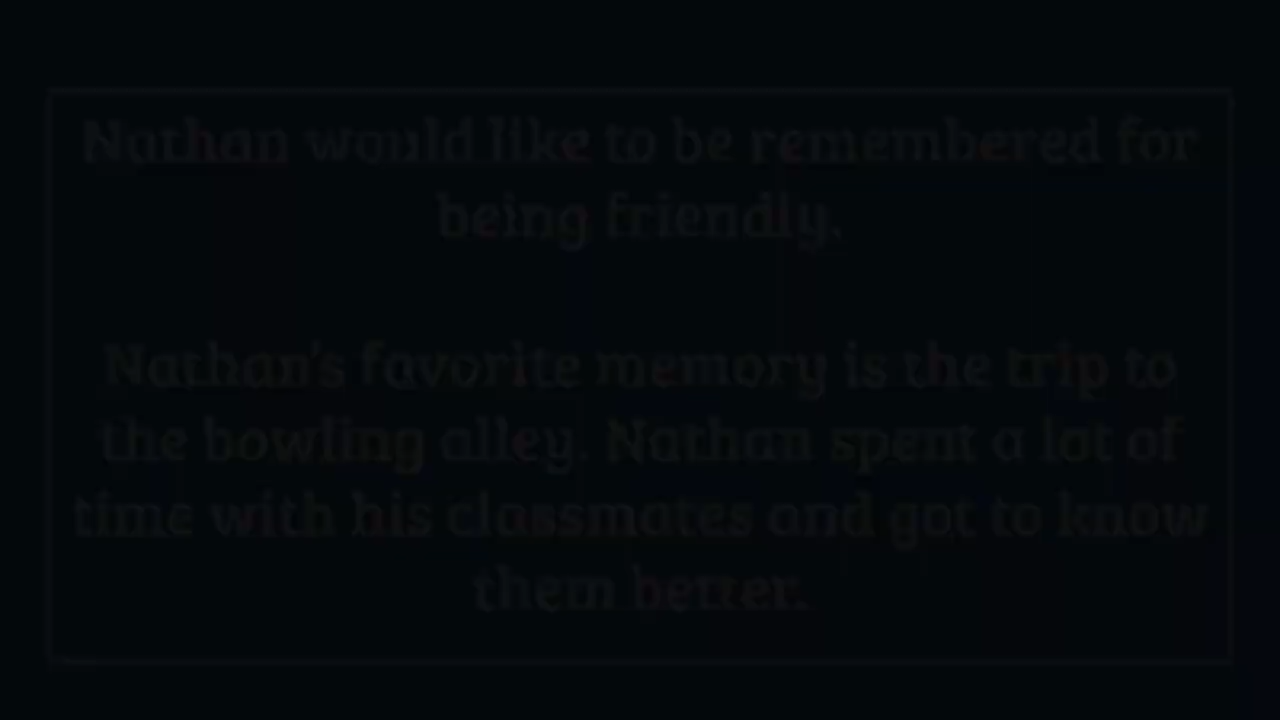 Nathan would like to be remembered for
being friendly.
Nathan's favorite memory is the trip to
the bowling alley. Nathan spent a lot of
time with his classmates and got to know
them better.